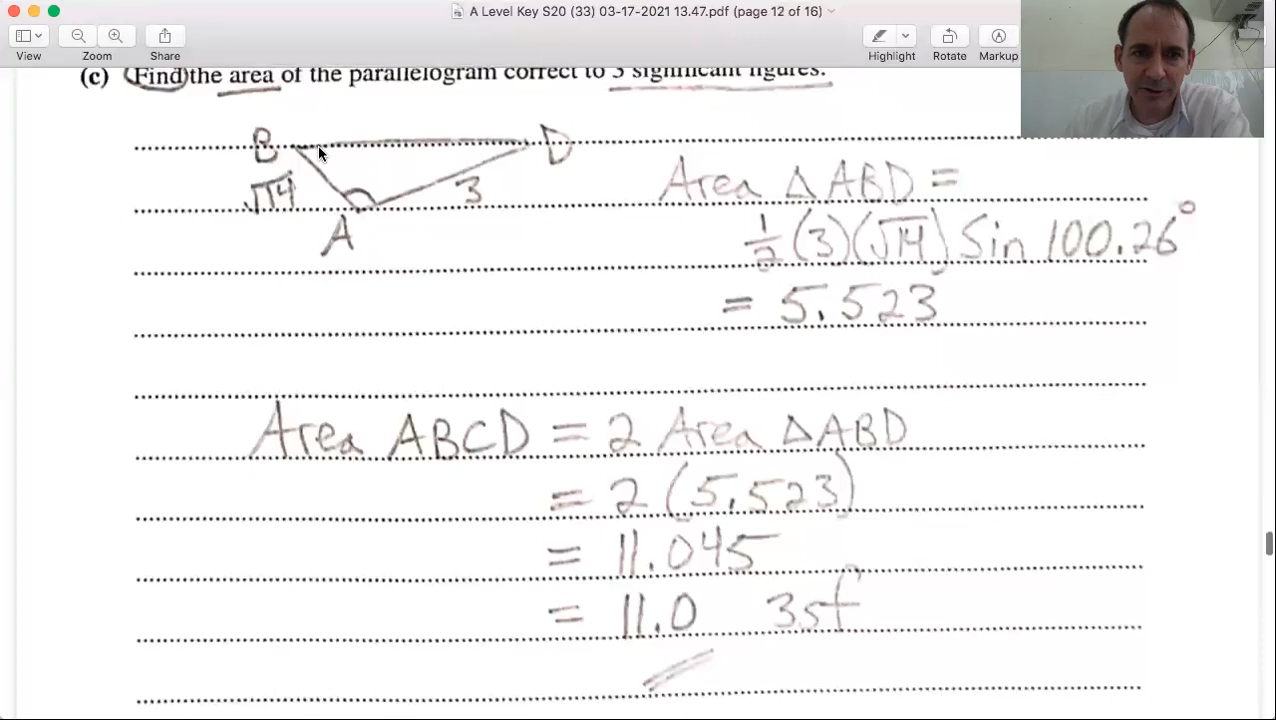 A Level Key S20 (33) 03-17-2021 13.47.pdf (page 12 of 16)
View
Zoom
Share
Highlight
Rotate
Markup
(c) Find the area of the parallelogram correct to 3 significant figures.
B
D
√14
3
A
Area △ABD =
1/2 (3)(√14) Sin 100.26°
= 5.523
Area ABCD = 2 Area △ABD
= 2 (5.523)
= 11.045
= 11.0 3sf